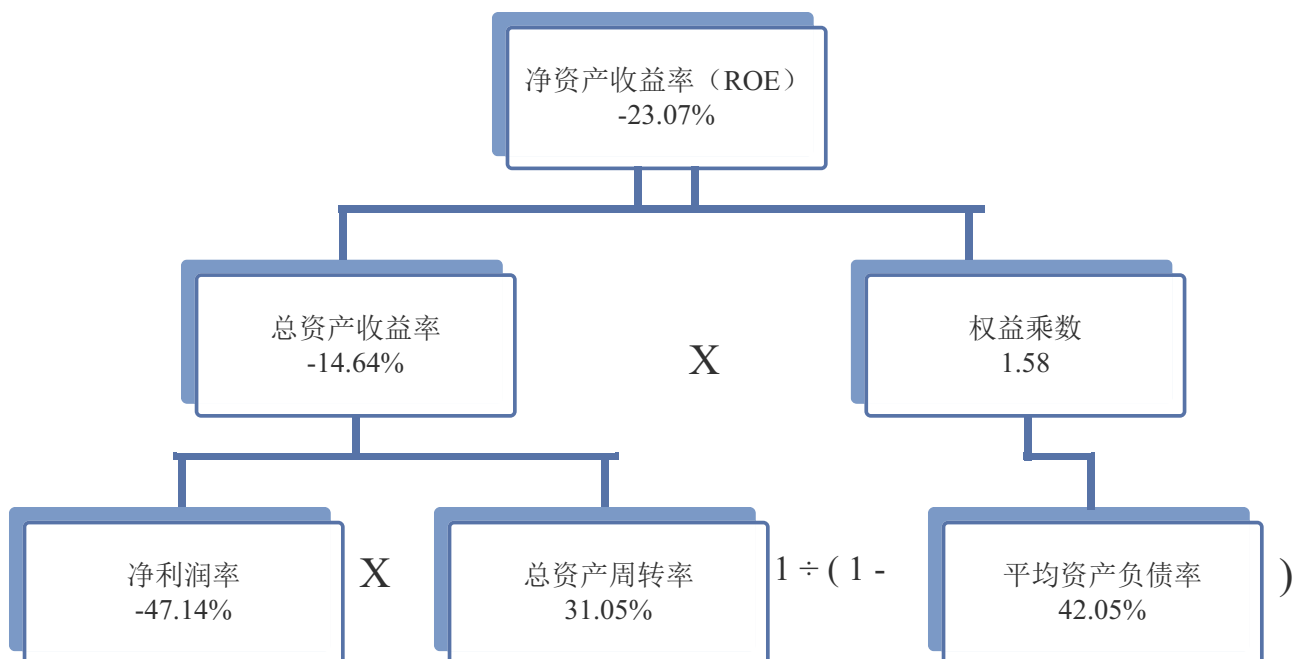 净资产收益率（ROE）
-23.07%
总资产收益率
-14.64%
X
权益乘数
1.58
净利润率
-47.14%
X
总资产周转率
31.05%
1 ÷ ( 1 -
平均资产负债率
42.05%
)